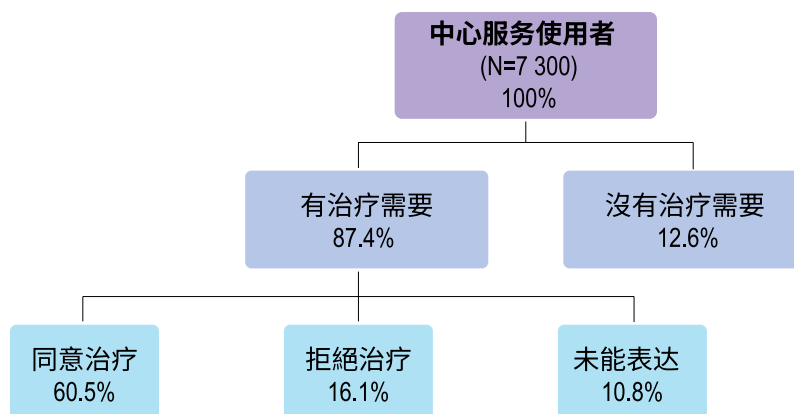 中心服务使用者
(N=7 300)
100%
有治疗需要
87.4%
沒有治疗需要
12.6%
同意治疗
60.5%
拒絕治疗
16.1%
未能表达
10.8%